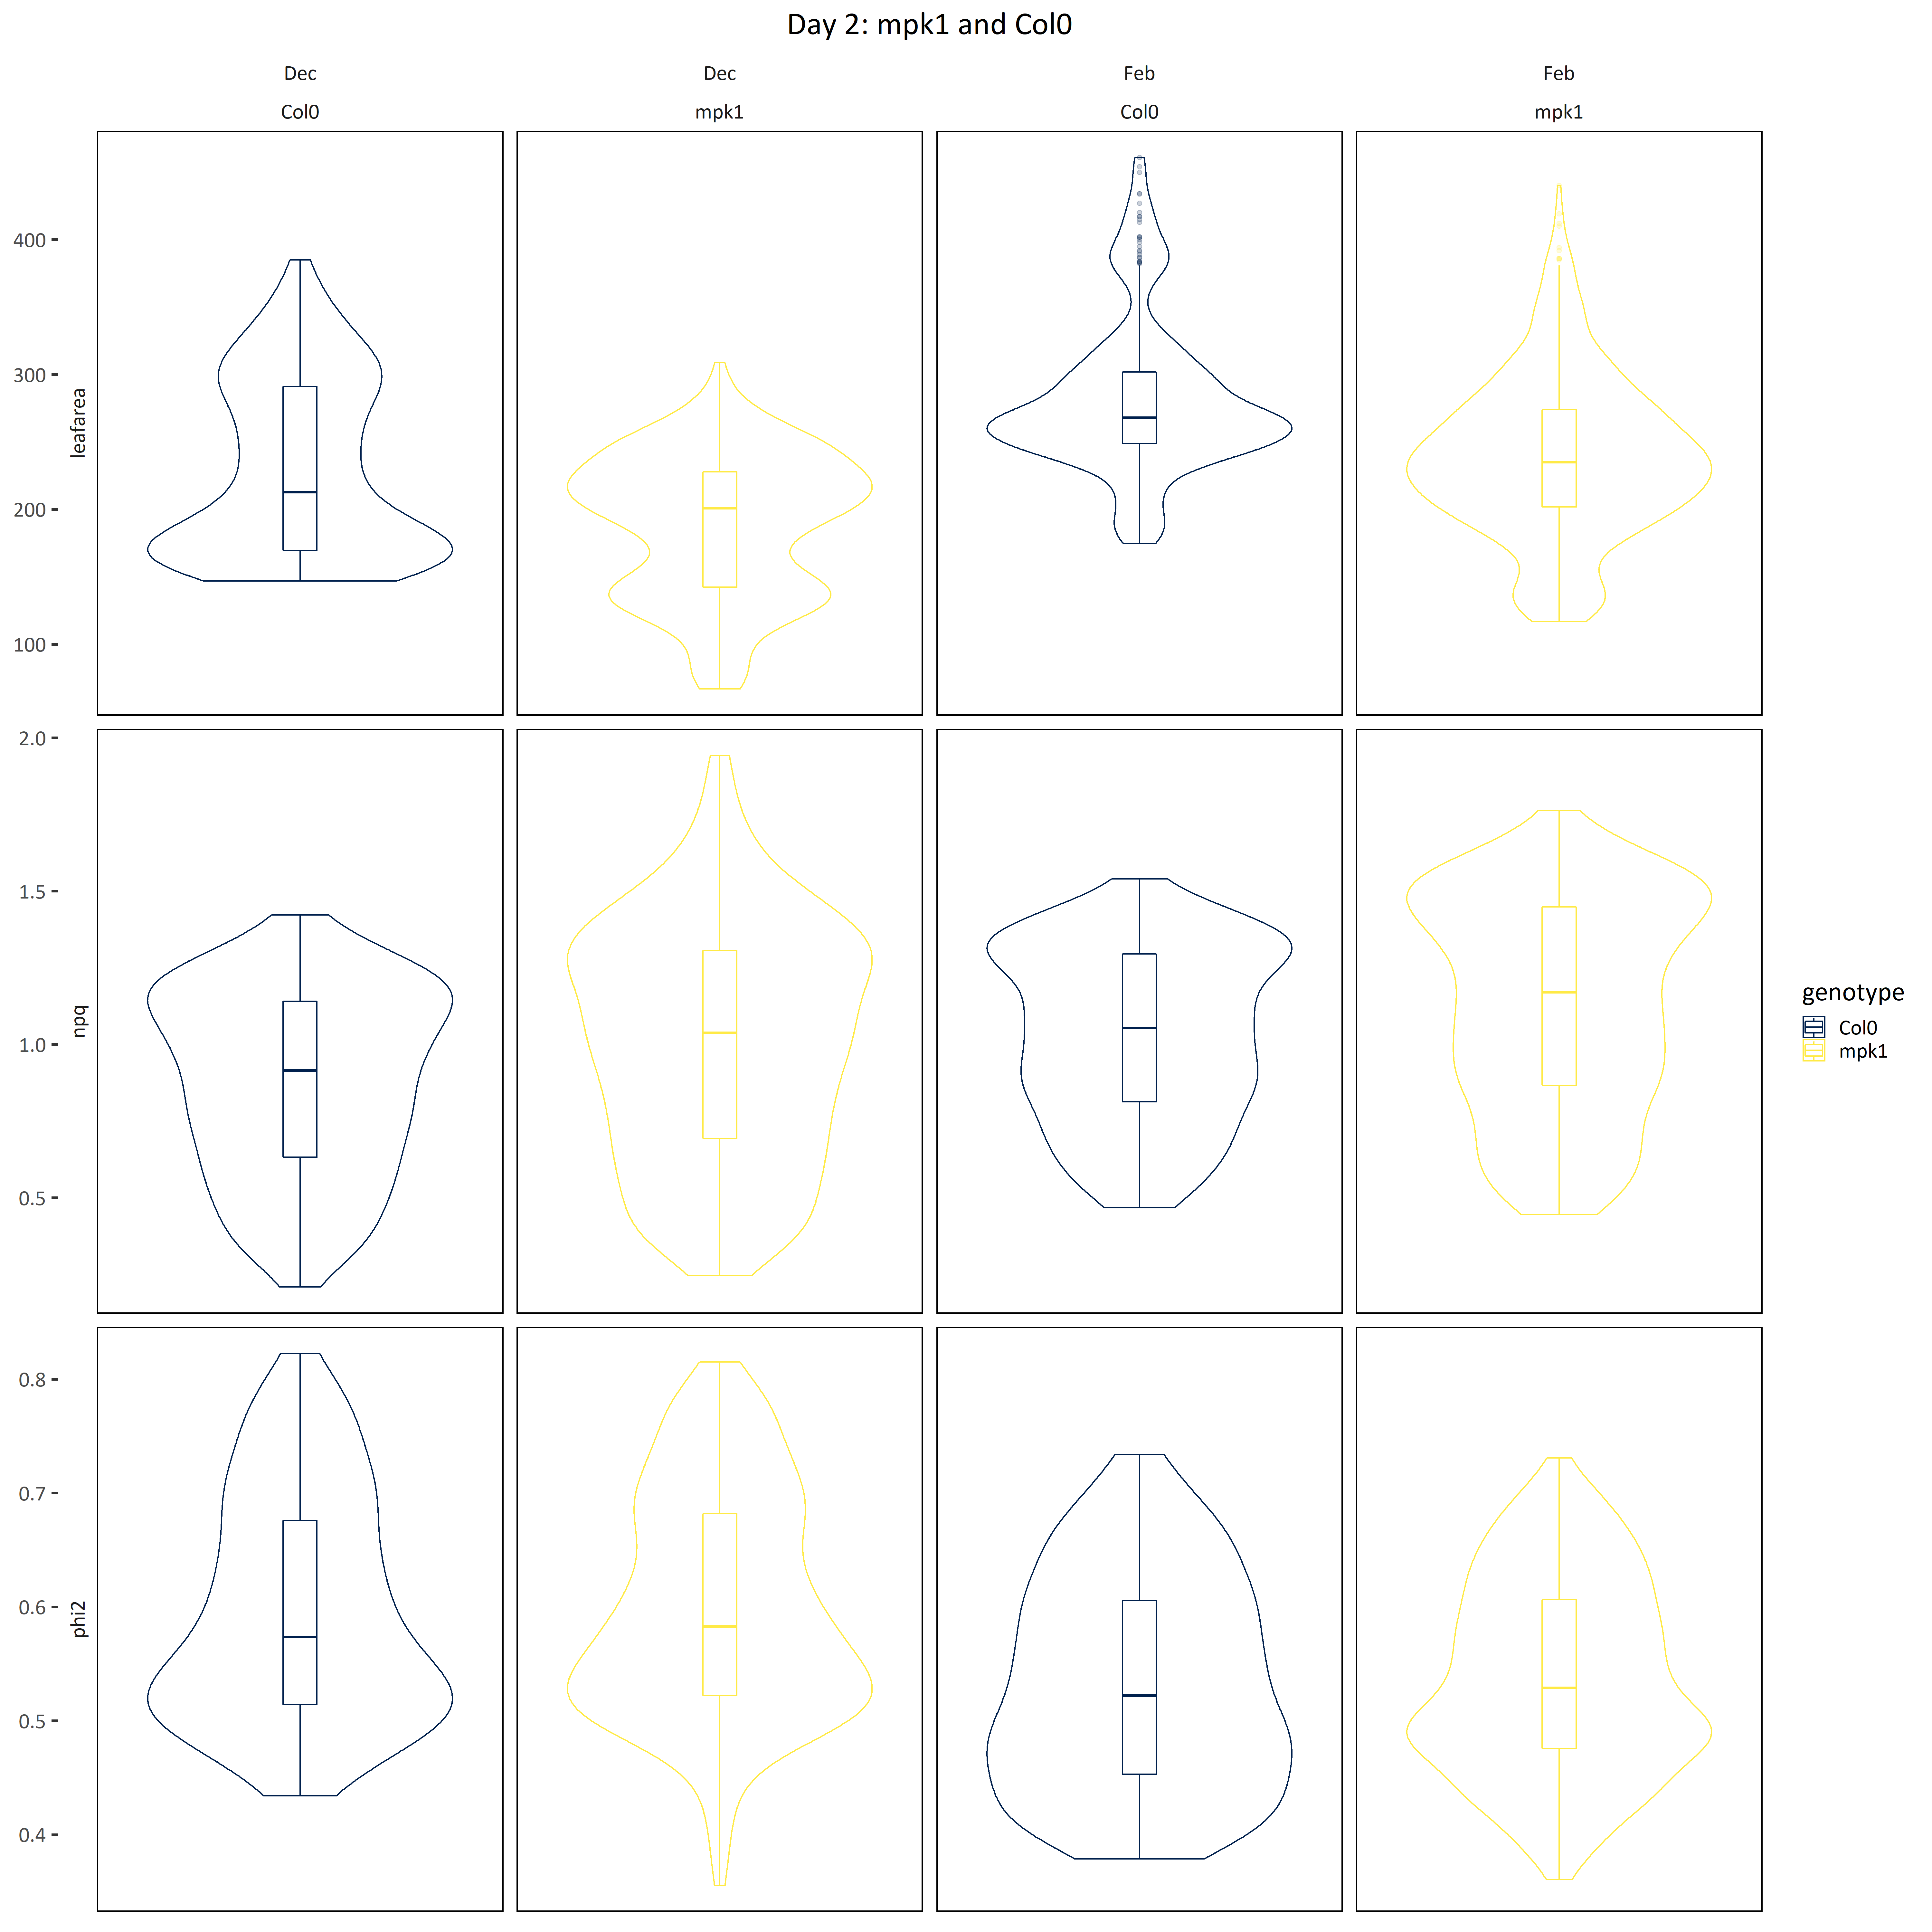 Day 2: mpk1 and Col0
Dec Dec Feb Feb
Col0 mpk1 Col0 mpk1
400
300
leafarea
200
100
2.0
1.5
npq
1.0
0.5
genotype
Col0
mpk1
0.8
0.7
0.6
phi2
0.5
0.4